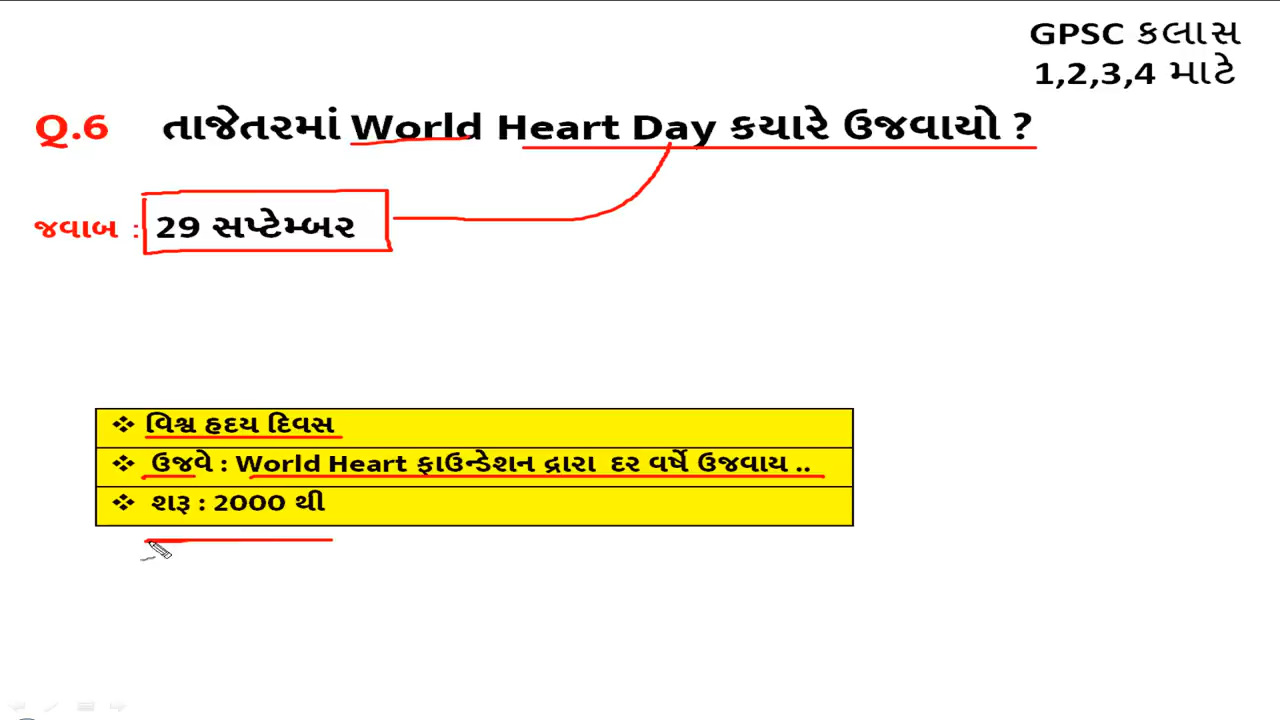 GPSC કલાસ
1,2,3,4 માટે
Q.6 તાજેતરમાં World Heart Day કયારે ઉજવાયો ?
જવાબ : 29 સપ્ટેમ્બર
❖ વિશ્વ હૃદય દિવસ
❖ ઉજવે : World Heart ફાઉન્ડેશન દ્રારા દર વર્ષે ઉજવાય ..
❖ શરૂ : 2000 થી